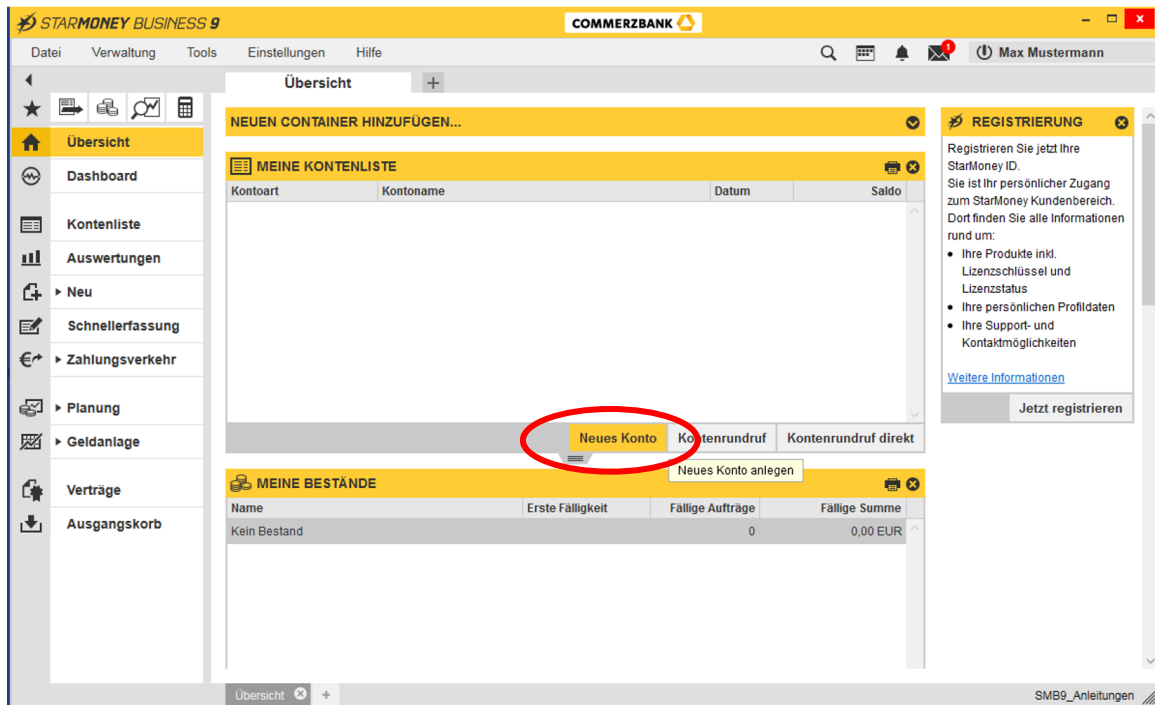 STARMONEY BUSINESS 9
COMMERZBANK
Datei Verwaltung Tools Einstellungen Hilfe
1
Max Mustermann
Übersicht +
Übersicht
Dashboard
Kontenliste
Auswertungen
Neu
Schnellerfassung
Zahlungsverkehr
Planung
Geldanlage
Verträge
Ausgangskorb
NEUEN CONTAINER HINZUFÜGEN...
MEINE KONTENLISTE
Kontoart Kontoname Datum Saldo
Neues Konto Kontenrundruf Kontenrundruf direkt
Neues Konto anlegen
MEINE BESTÄNDE
Name Erste Fälligkeit Fällige Aufträge Fällige Summe
Kein Bestand 0 0,00 EUR
REGISTRIERUNG
Registrieren Sie jetzt Ihre
StarMoney ID.
Sie ist Ihr persönlicher Zugang
zum StarMoney Kundenbereich.
Dort finden Sie alle Informationen
rund um:
• Ihre Produkte inkl.
Lizenzschlüssel und
Lizenzstatus
• Ihre persönlichen Profildaten
• Ihre Support- und
Kontaktmöglichkeiten
Weitere Informationen
Jetzt registrieren
Übersicht +
SMB9_Anleitungen